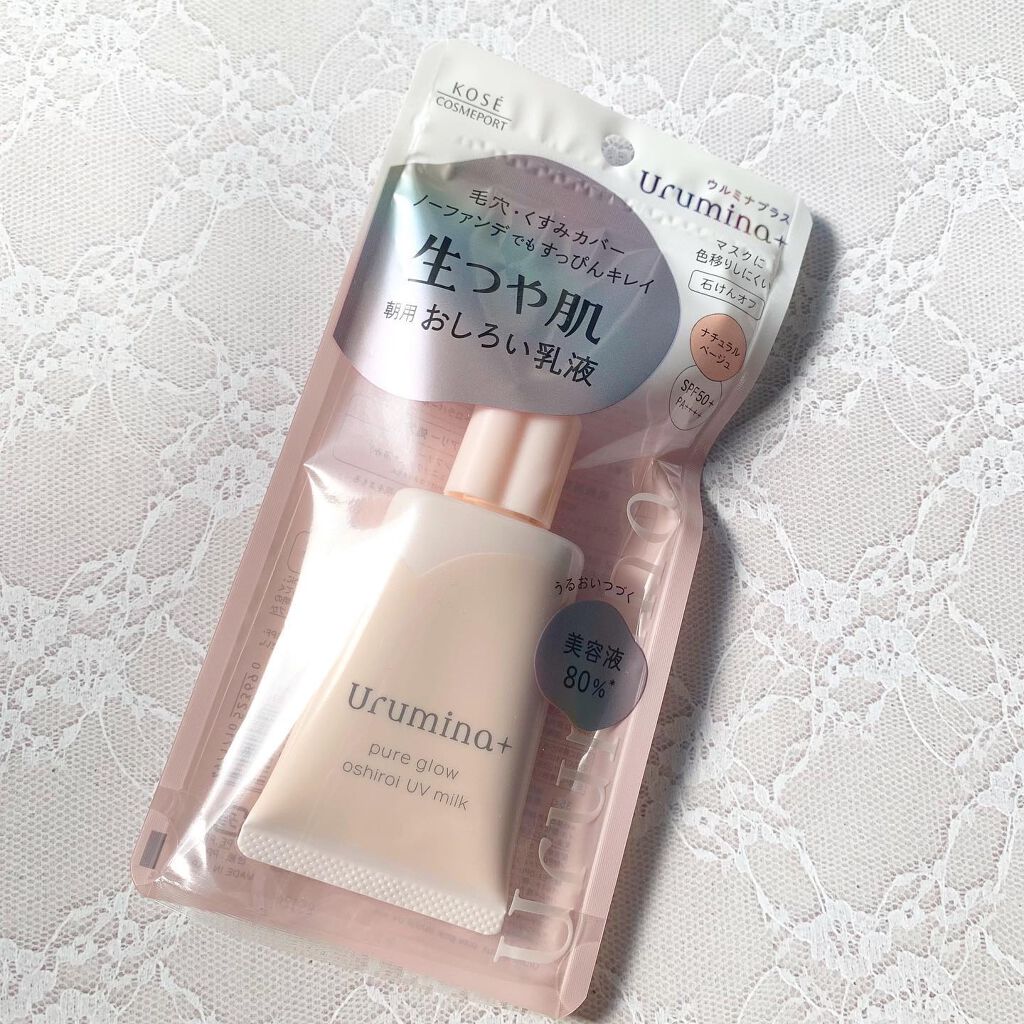 KOSÉ
COSMEPORT
ウルミナプラス
Urumina+
毛穴・くすみカバー
ノーファンデでもすっぴんキレイ
生つや肌
朝用 おしろい乳液
マスクに
色移りしにくい
石けんオフ
ナチュラル
ベージュ
SPF50+
PA++++
うるおいつづく
美容液
80%*
Urumina+
pure glow
oshiroi UV milk